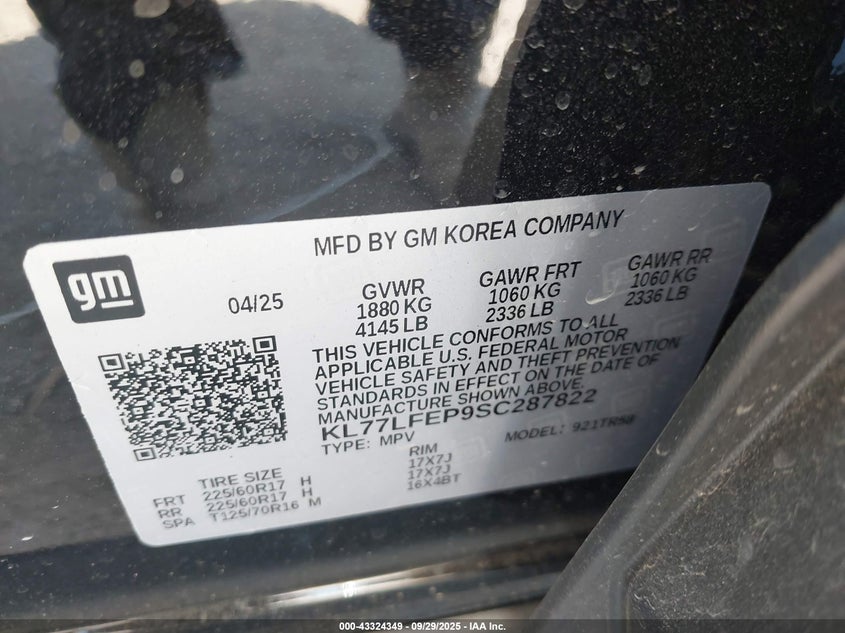 MFD BY GM KOREA COMPANY
gm
04/25
GVWR
1880 KG
4145 LB
GAWR FRT
1060 KG
2336 LB
GAWR RR
1060 KG
2336 LB
THIS VEHICLE CONFORMS TO ALL
APPLICABLE U.S. FEDERAL MOTOR
VEHICLE SAFETY AND THEFT PREVENTION
STANDARDS IN EFFECT ON THE DATE OF
MANUFACTURE SHOWN ABOVE.
KL77LFEP9SC287822
TYPE: MPV
MODEL: 921TR58
TIRE SIZE
RIM
FRT 225/60R17 H 17X7J
RR 225/60R17 H 17X7J
SPA T125/70R16 M 16X4BT
000-43324349 - 09/29/2025 - IAA Inc.